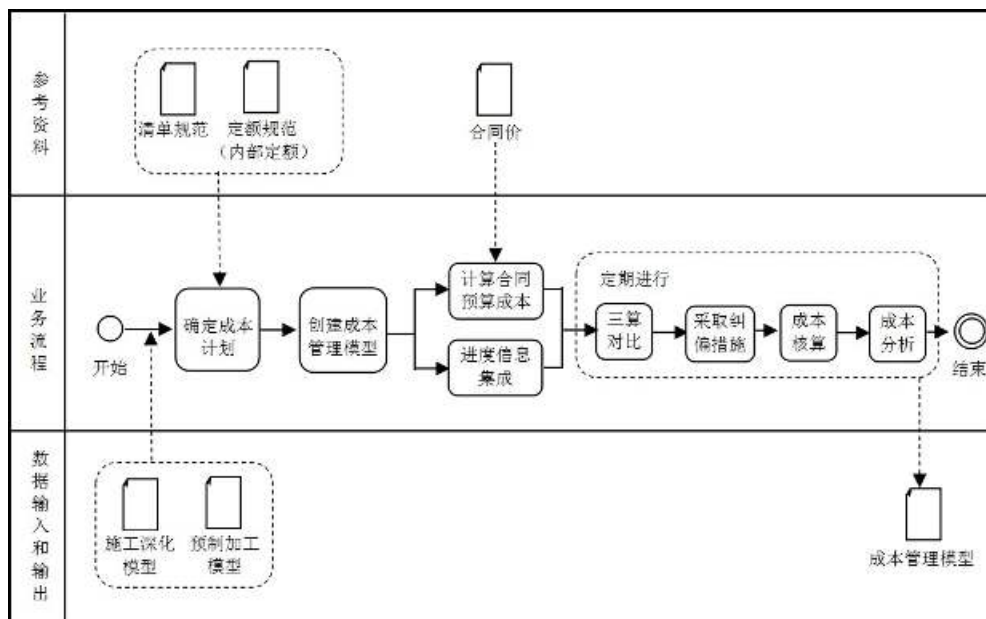 参考资料
清单规范
定额规范
（内部定额）
合同价
业务流程
开始
确定成本
计划
创建成本
管理模型
计算合同
预算成本
进度信息
集成
定期进行
三算
对比
采取纠
偏措施
成本
核算
成本
分析
结束
数据输入和输出
施工深化
模型
预制加工
模型
成本管理模型